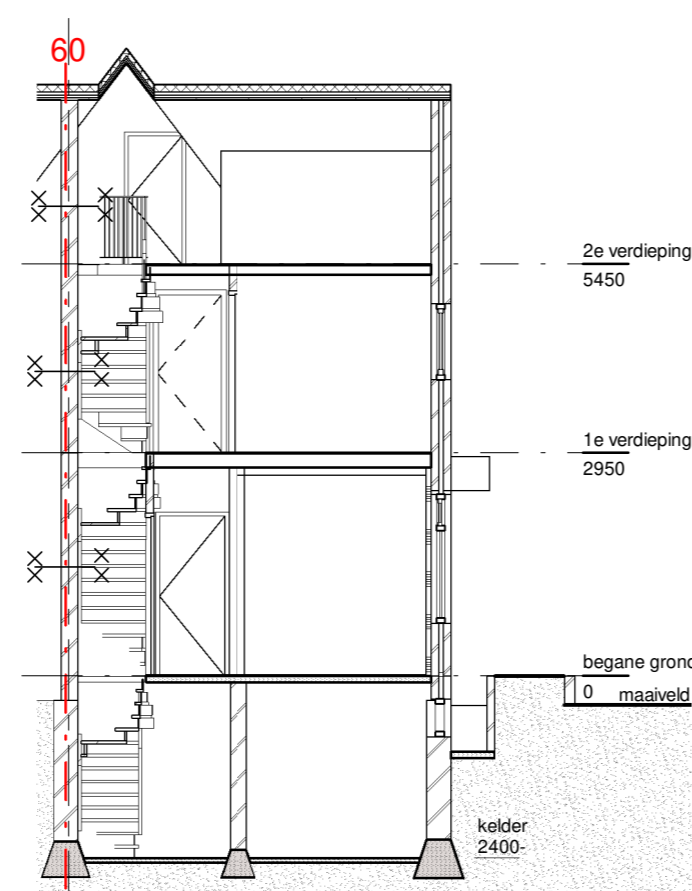 60
2e verdieping
5450
1e verdieping
2950
begane grond
0 maaiveld
kelder
2400-